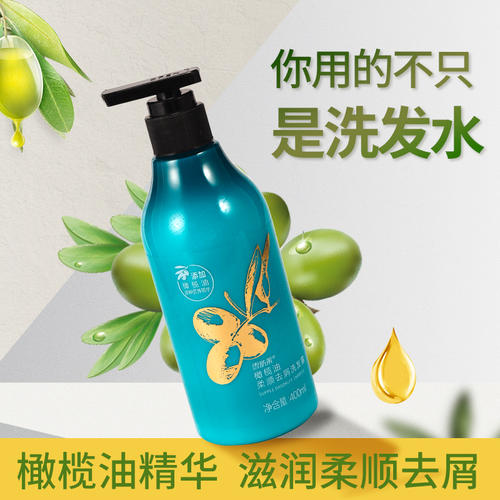 你用的不只
是洗发水
添加
橄榄油
橄榄油
柔顺去屑洗发露
净含量:400ml
橄榄油精华 滋润柔顺去屑